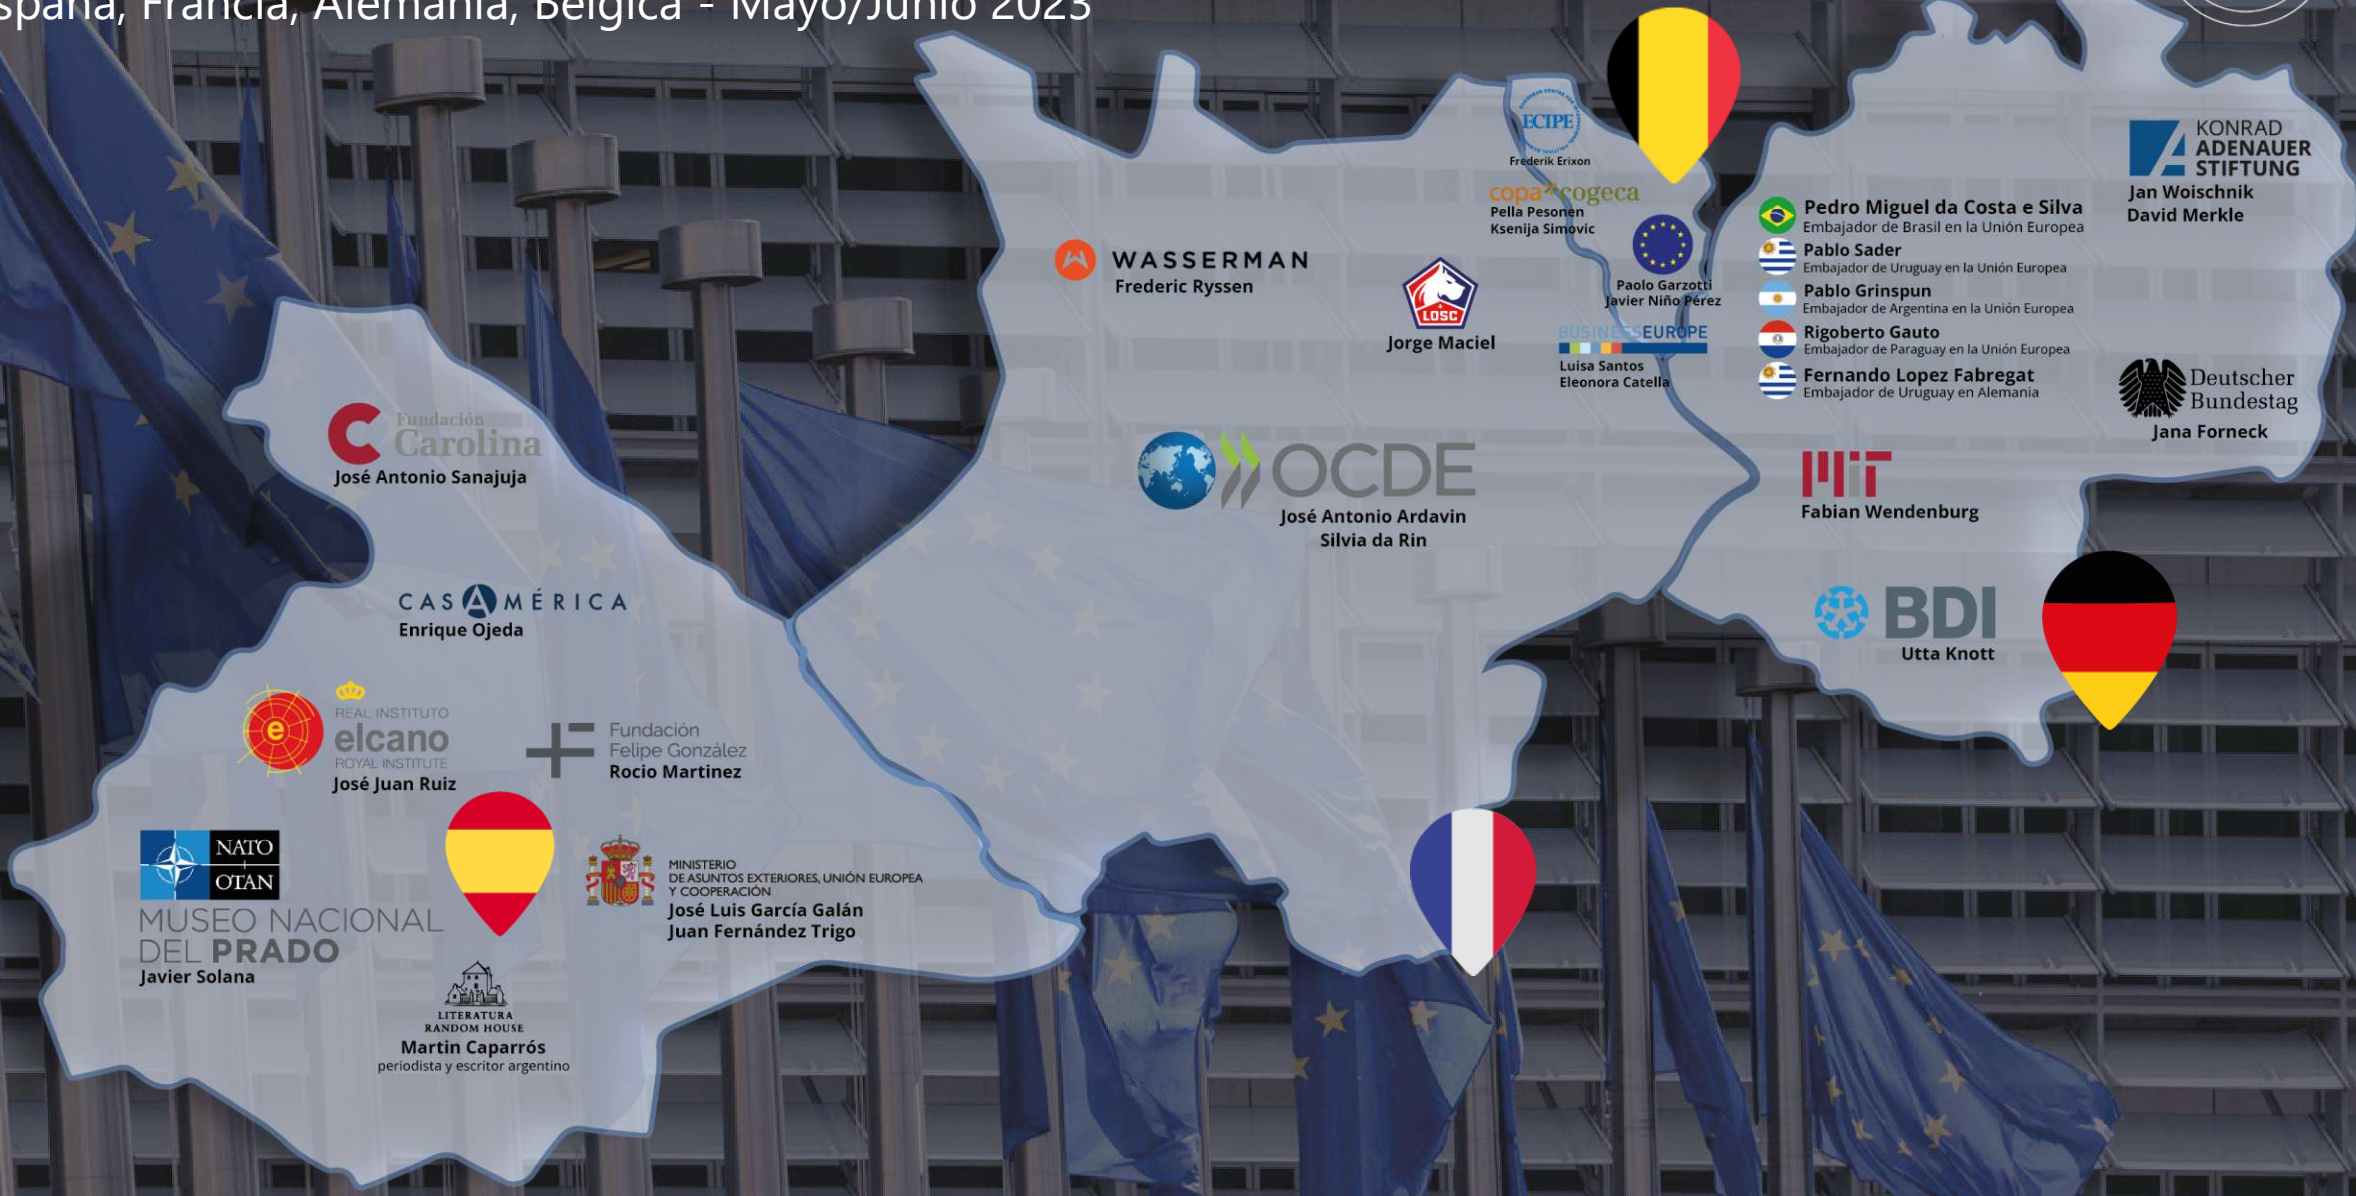 España, Francia, Alemania, Bélgica - Mayo/Junio 2023
Fundación
Carolina
José Antonio Sanajuja
CASAMÉRICA
Enrique Ojeda
e
REAL INSTITUTO
elcano
ROYAL INSTITUTE
José Juan Ruiz
Fundación
Felipe González
Rocio Martinez
NATO
OTAN
MUSEO NACIONAL
DEL PRADO
Javier Solana
MINISTERIO
DE ASUNTOS EXTERIORES, UNIÓN EUROPEA
Y COOPERACIÓN
José Luis García Galán
Juan Fernández Trigo
LITERATURA
RANDOM HOUSE
Martin Caparrós
periodista y escritor argentino
WASSERMAN
Frederic Ryssen
LOSC
Jorge Maciel
OCDE
José Antonio Ardavin
Silvia da Rin
ECIPE
Frederik Erixon
copa cogeca
Pella Pesonen
Ksenija Simovic
Paolo Garzotti
Javier Niño Pérez
BUSINESSEUROPE
Luisa Santos
Eleonora Catella
Pedro Miguel da Costa e Silva
Embajador de Brasil en la Unión Europea
Pablo Sader
Embajador de Uruguay en la Unión Europea
Pablo Grinspun
Embajador de Argentina en la Unión Europea
Rigoberto Gauto
Embajador de Paraguay en la Unión Europea
Fernando Lopez Fabregat
Embajador de Uruguay en Alemania
KONRAD
ADENAUER
STIFTUNG
Jan Woischnik
David Merkle
Deutscher
Bundestag
Jana Forneck
MiT
Fabian Wendenburg
BDI
Utta Knott